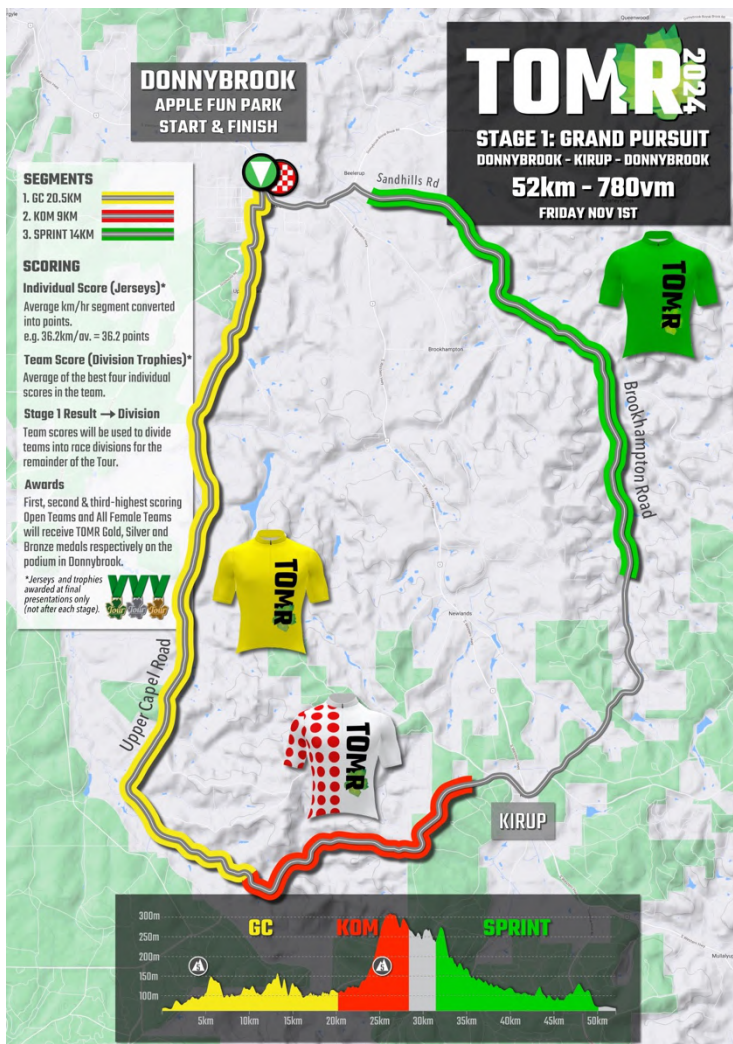 DONNYBROOK
APPLE FUN PARK
START & FINISH
TOMR 2024
STAGE 1: GRAND PURSUIT
DONNYBROOK - KIRUP - DONNYBROOK
52km - 780vm
FRIDAY NOV 1ST
SEGMENTS
1. GC 20.5KM
2. KOM 9KM
3. SPRINT 14KM
SCORING
Individual Score (Jerseys)*
Average km/hr segment converted
into points.
e.g. 36.2km/av. = 36.2 points
Team Score (Division Trophies)*
Average of the best four individual
scores in the team.
Stage 1 Result → Division
Team scores will be used to divide
teams into race divisions for the
remainder of the Tour.
Awards
First, second & third-highest scoring
Open Teams and All Female Teams
will receive TOMR Gold, Silver and
Bronze medals respectively on the
podium in Donnybrook.
*Jerseys and trophies
awarded at final
presentations only
(not after each stage).
Tour
Tour
Tour
Queenwood
Beelerup
Sandhills Rd
TOMR
Brookhampton
Brookhampton Road
TOMR
Newlands
Upper Capel Road
TOMR
KIRUP
300m
250m
200m
150m
100m
GC
KOM
SPRINT
5km
10km
15km
20km
25km
30km
35km
40km
45km
50km